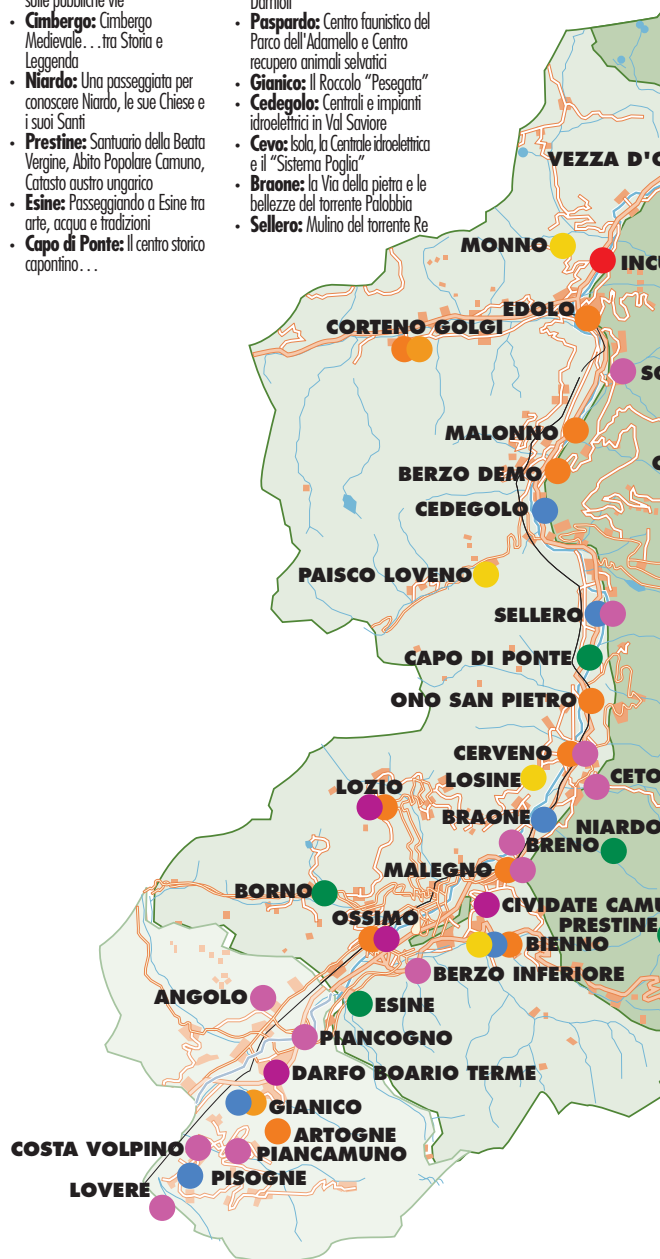 sulle pubbliche vie
• Cimbergo: Cimbergo
Medievale...tra Storia e
Leggenda
• Niardo: Una passeggiata per
conoscere Niardo, le sue Chiese e
i suoi Santi
• Prestine: Santuario della Beata
Vergine, Abito Popolare Camuno,
Catasto austro ungarico
• Esine: Passeggiando a Esine tra
arte, acqua e tradizioni
• Capo di Ponte: Il centro storico
capontino...
Damioli
• Paspardo: Centro faunistico del
Parco dell'Adamello e Centro
recupero animali selvatici
• Gianico: Il Roccolo “Pesegata”
• Cedegolo: Centrali e impianti
idroelettrici in Val Saviore
• Cevo: Isola, la Centrale idroelettrica
e il “Sistema Poglia”
• Braone: la Via della pietra e le
bellezze del torrente Palobbia
• Sellero: Mulino del torrente Re
VEZZA D'O
MONNO
INCU
EDOLO
CORTENO GOLGI
SO
MALONNO
BERZO DEMO
CEDEGOLO
PAISCO LOVENO
SELLERO
CAPO DI PONTE
ONO SAN PIETRO
CERVENO
LOSINE
CETO
LOZIO
BRAONE
NIARDO
BRENO
MALEGNO
BORNO
CIVIDATE CAMU
OSSIMO
PRESTINE
BIENNO
BERZO INFERIORE
ANGOLO
ESINE
PIANCOGNO
DARFO BOARIO TERME
GIANICO
ARTOGNE
COSTA VOLPINO
PIANCAMUNO
PISOGNE
LOVERE